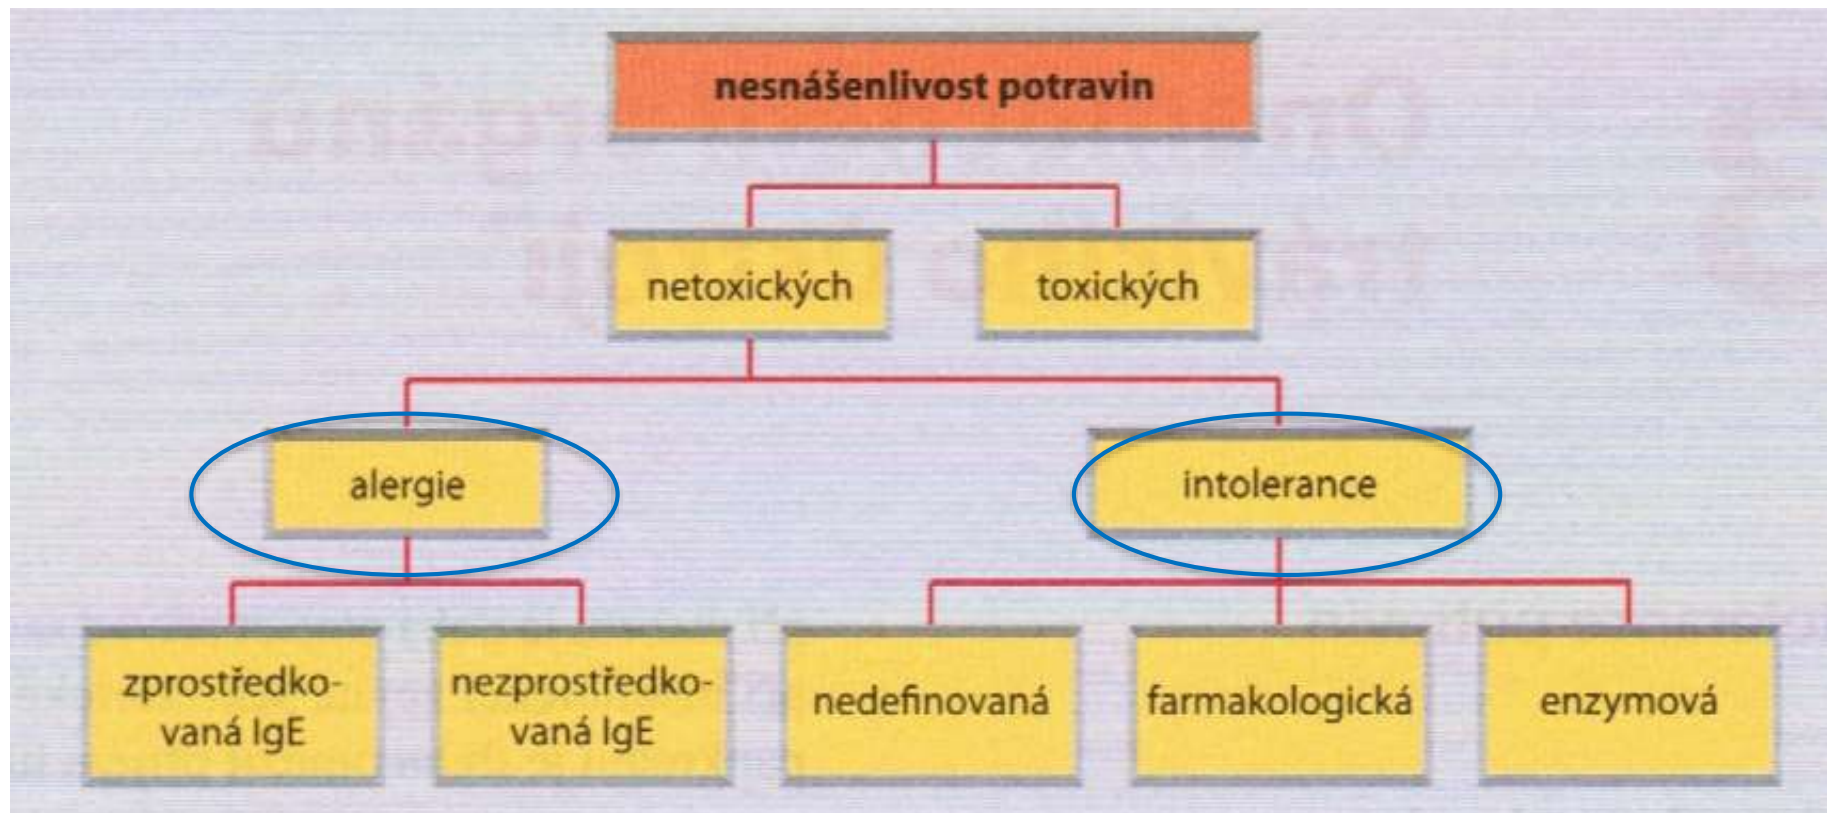 nesnášenlivost potravin
netoxických
toxických
alergie
intolerance
zprostředko-
vaná IgE
nezprostředko-
vaná IgE
nedefinovaná
farmakologická
enzymová